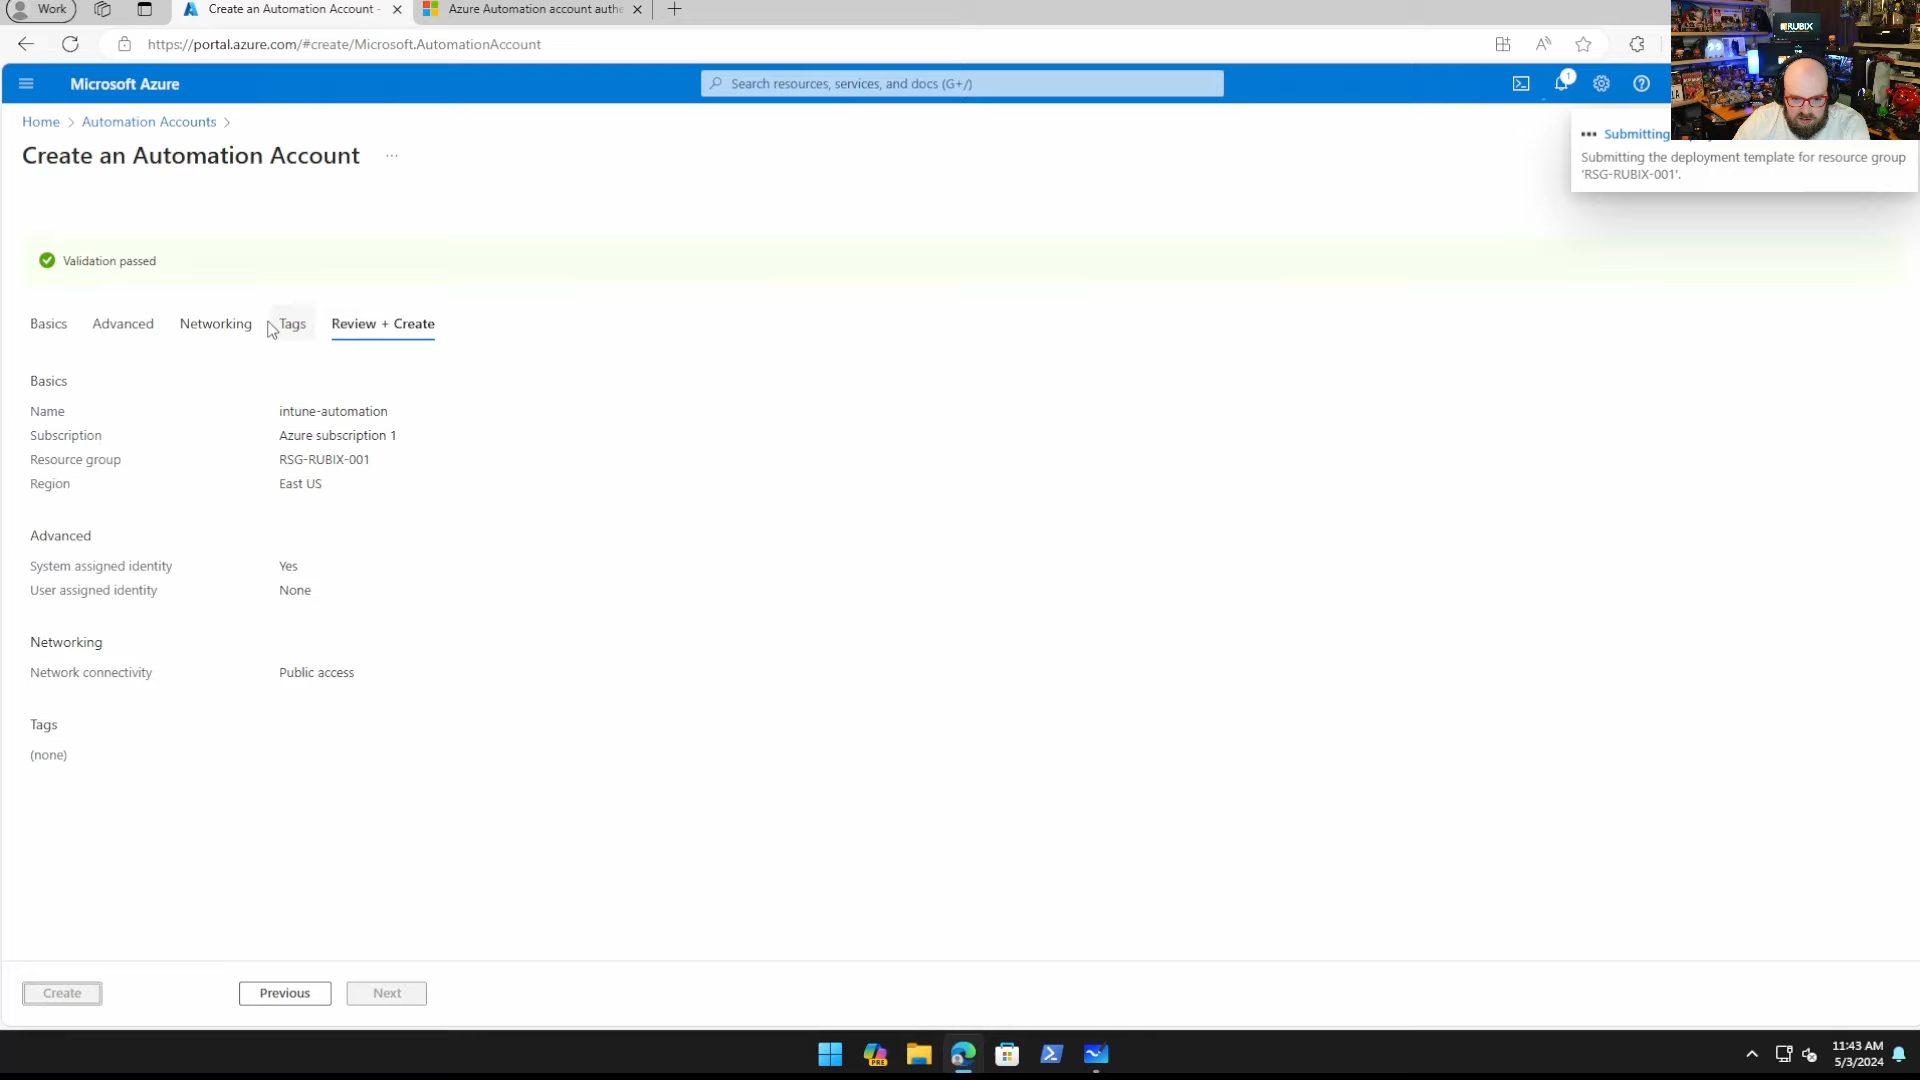 Work
Create an Automation Account -
Azure Automation account authe
https://portal.azure.com/#create/Microsoft.AutomationAccount
RUBIX
Microsoft Azure
Search resources, services, and docs (G+/)
1
Home > Automation Accounts >
Create an Automation Account ...
Submitting
Submitting the deployment template for resource group
'RSG-RUBIX-001'.
Validation passed
Basics
Advanced
Networking
Tags
Review + Create
Basics
Name intune-automation
Subscription Azure subscription 1
Resource group RSG-RUBIX-001
Region East US
Advanced
System assigned identity Yes
User assigned identity None
Networking
Network connectivity Public access
Tags
(none)
Create
Previous
Next
PRE
11:43 AM
5/3/2024